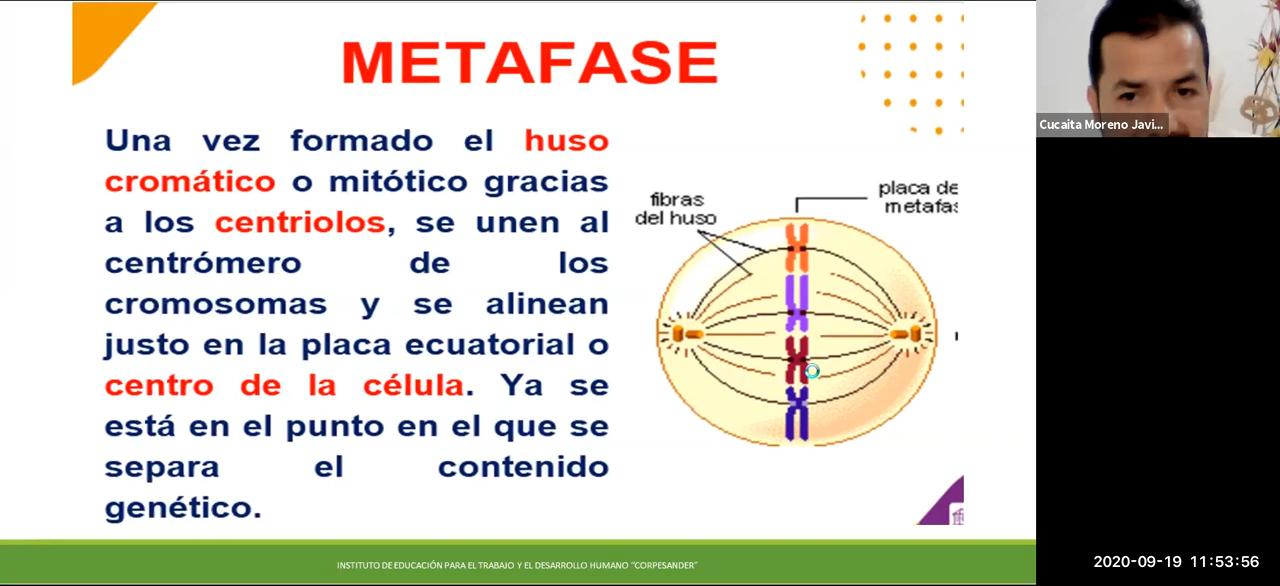 METAFASE
Una vez formado el huso
cromático o mitótico gracias
a los centriolos, se unen al
centrómero de los
cromosomas y se alinean
justo en la placa ecuatorial o
centro de la célula. Ya se
está en el punto en el que se
separa el contenido
genético.
fibras
del huso
placa de
metafas
INSTITUTO DE EDUCACIÓN PARA EL TRABAJO Y EL DESARROLLO HUMANO “CORPESANDER”
Cucaita Moreno Javi...
2020-09-19 11:53:56